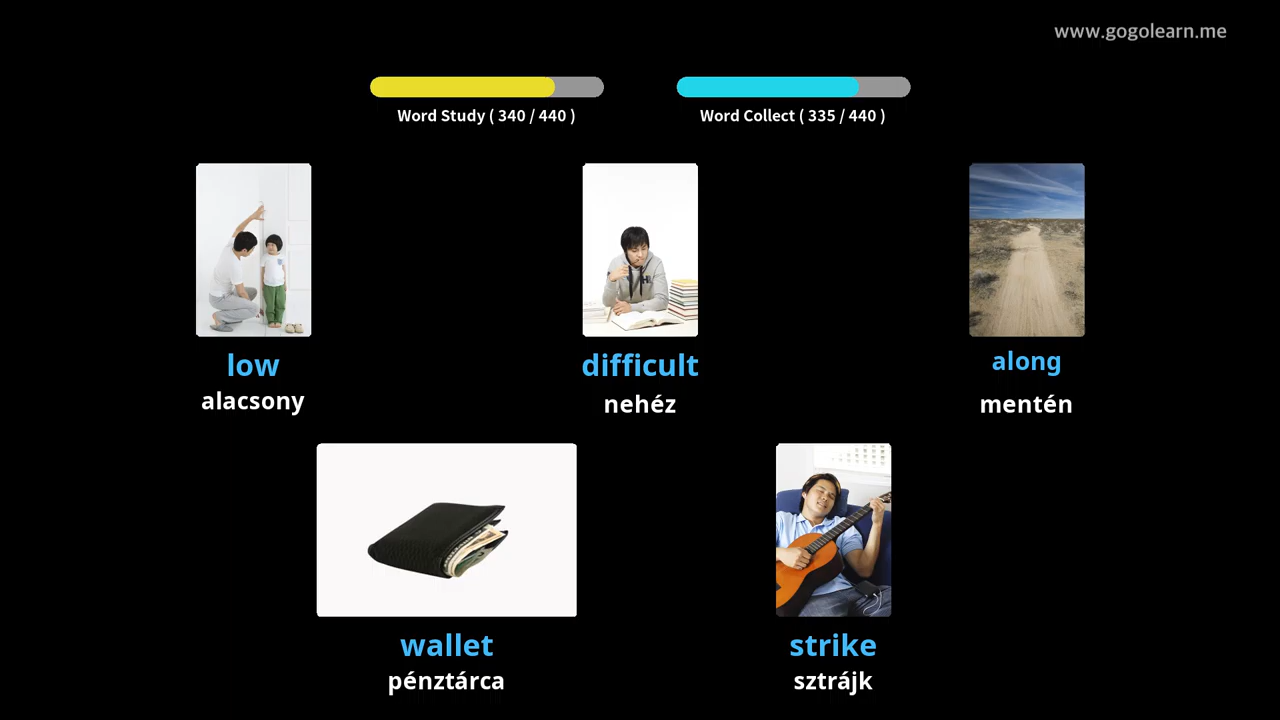 www.gogolearn.me
Word Study ( 340 / 440 )
Word Collect ( 335 / 440 )
low
alacsony
difficult
nehéz
along
mentén
wallet
pénztárca
strike
sztrájk